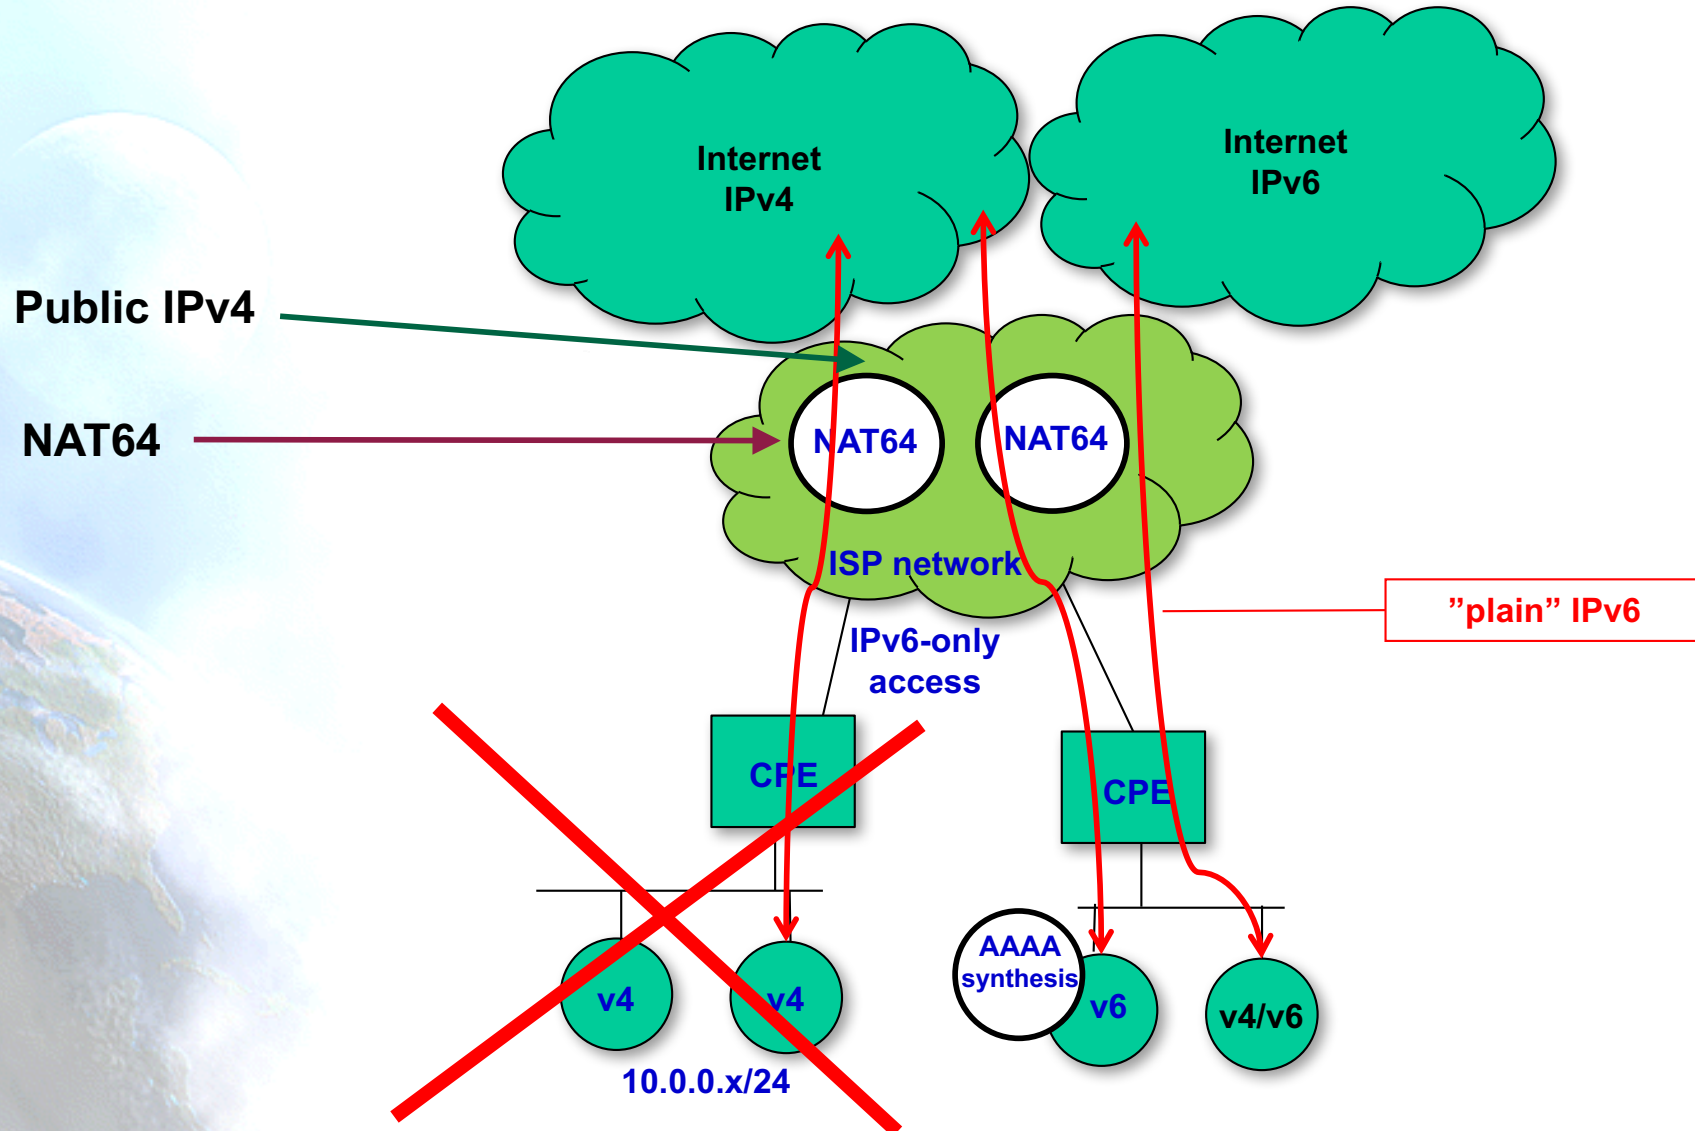 Internet
IPv4
Internet
IPv6
Public IPv4
NAT64
NAT64
NAT64
ISP network
IPv6-only
access
”plain” IPv6
CPE
CPE
AAAA
synthesis
v4
v4
v6
v4/v6
10.0.0.x/24